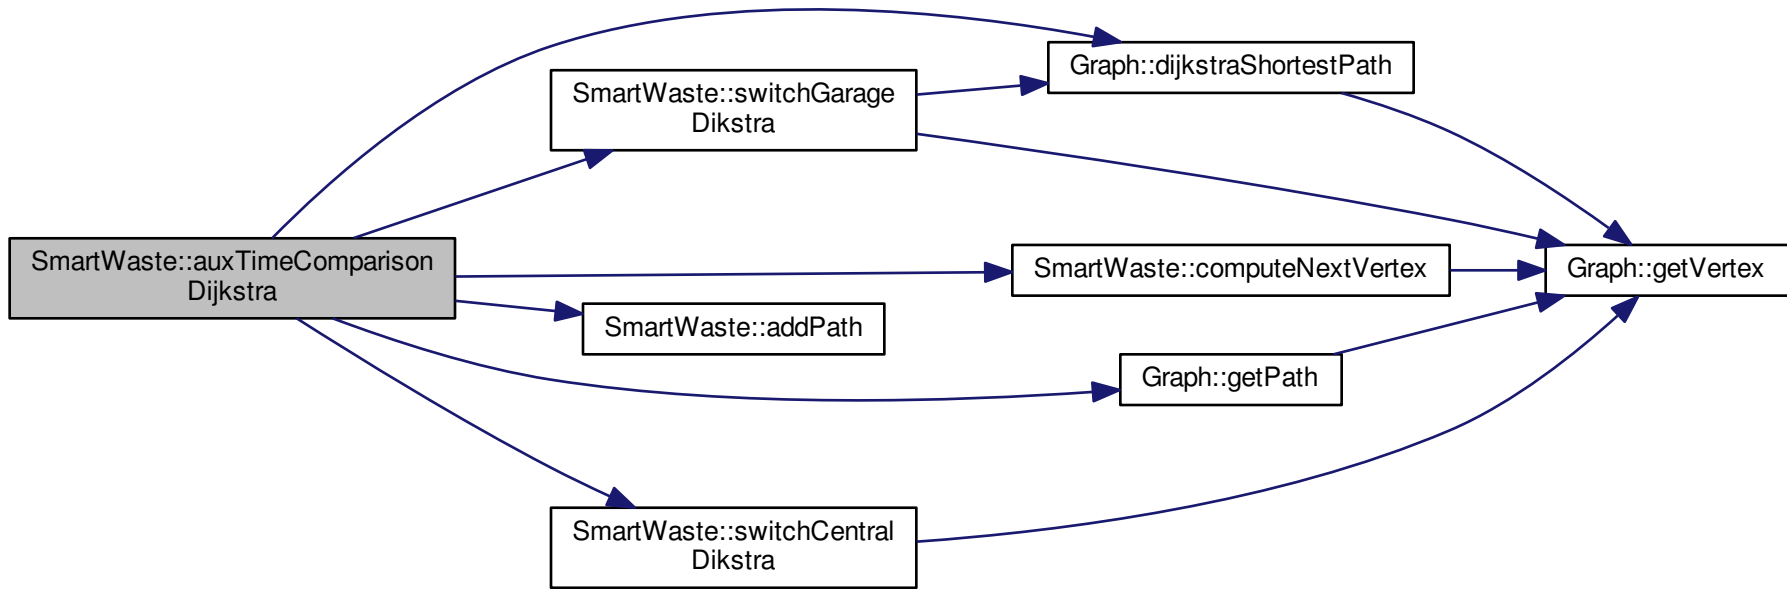 Graph::dijkstraShortestPath
SmartWaste::switchGarage
Dikstra
SmartWaste::auxTimeComparison
Dijkstra
SmartWaste::computeNextVertex
Graph::getVertex
SmartWaste::addPath
Graph::getPath
SmartWaste::switchCentral
Dikstra